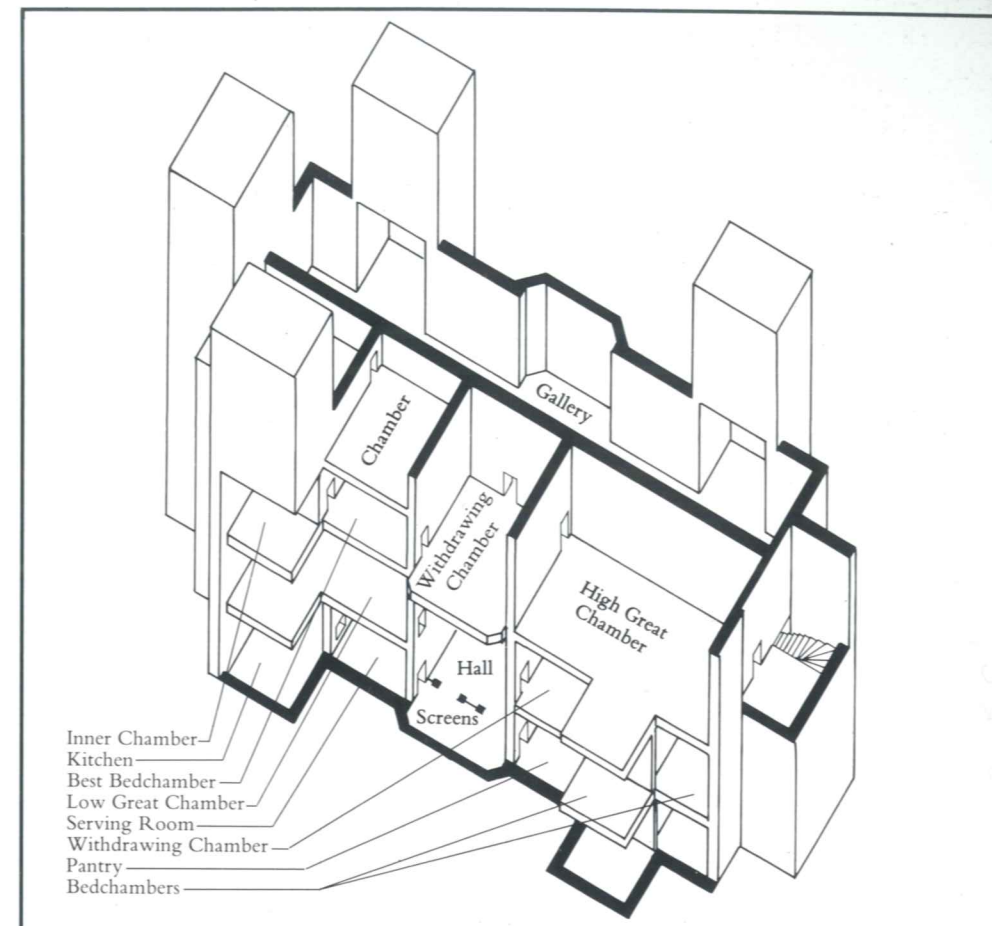 Gallery
Chamber
Withdrawing
Chamber
High Great
Chamber
Hall
Screens
Inner Chamber
Kitchen
Best Bedchamber
Low Great Chamber
Serving Room
Withdrawing Chamber
Pantry
Bedchambers